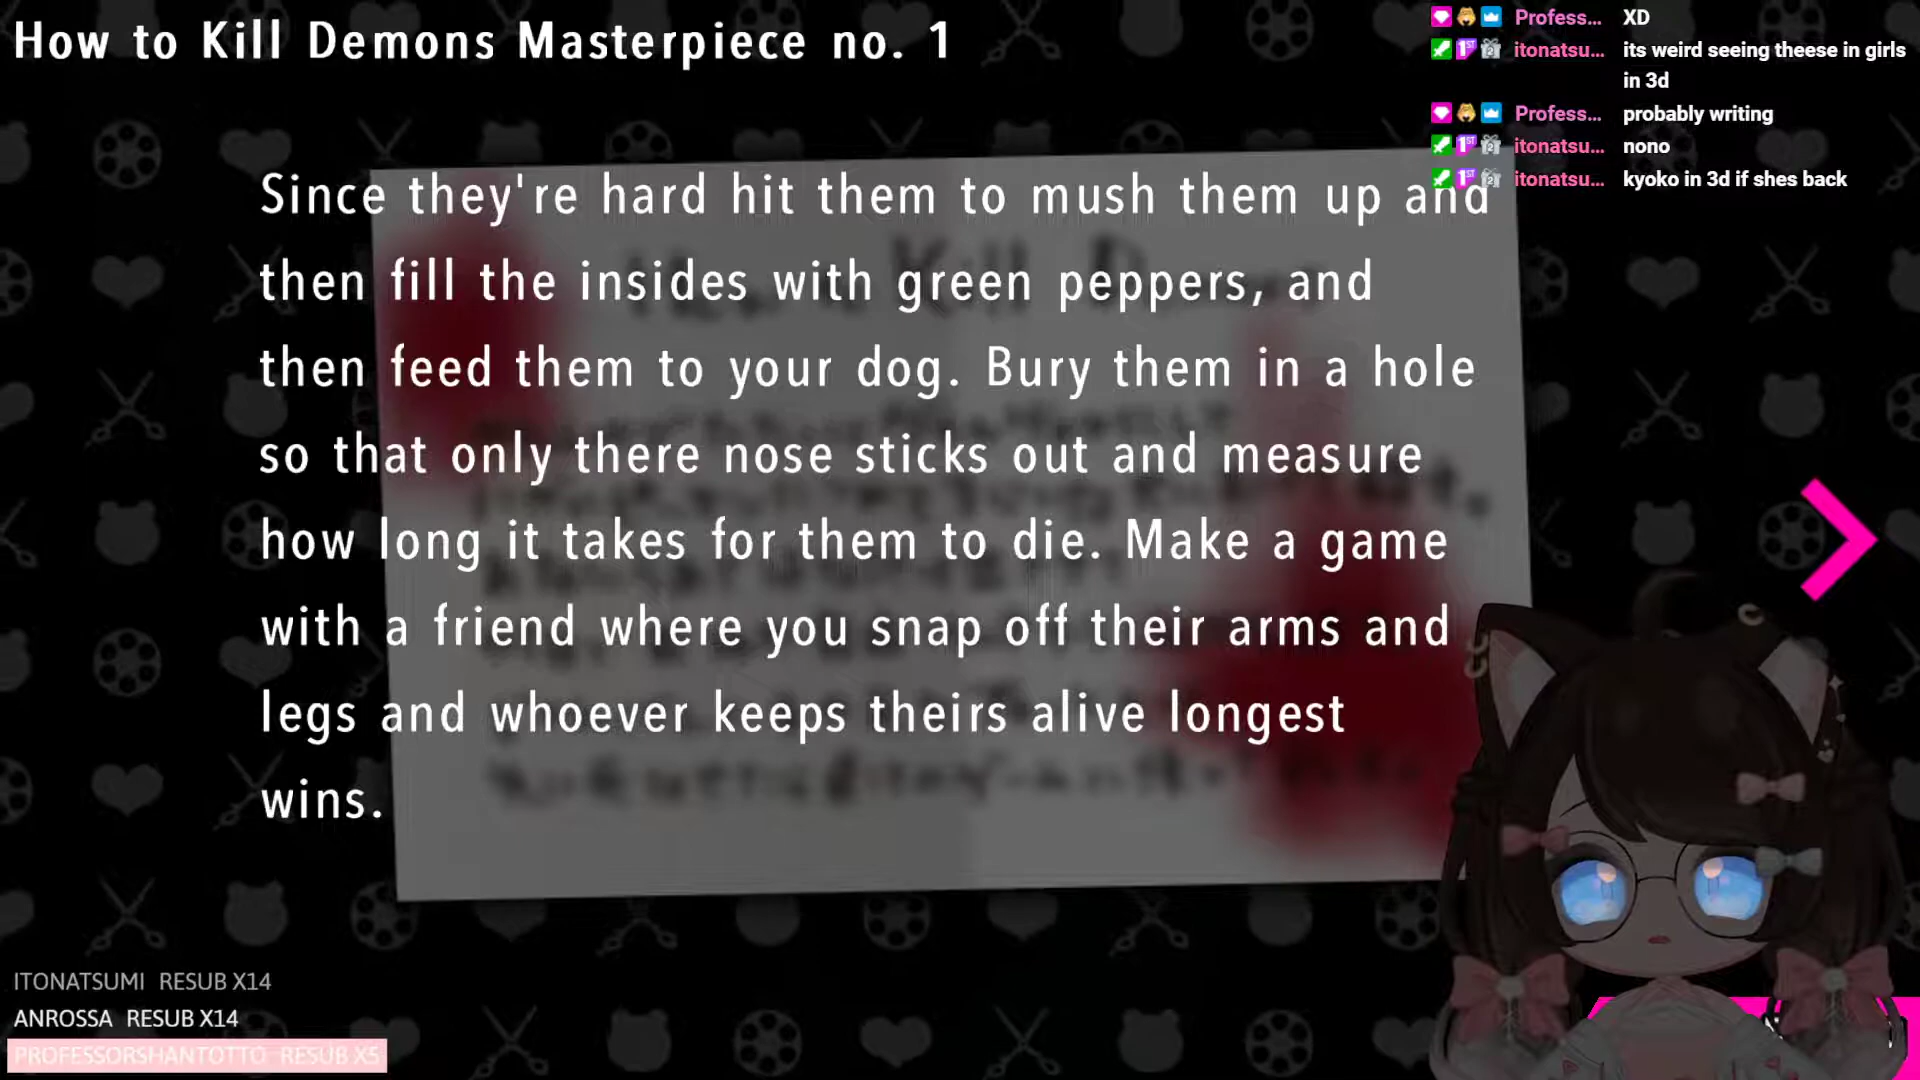 How to Kill Demons Masterpiece no. 1
Since they're hard hit them to mush them up and
then fill the insides with green peppers, and
then feed them to your dog. Bury them in a hole
so that only there nose sticks out and measure
how long it takes for them to die. Make a game
with a friend where you snap off their arms and
legs and whoever keeps theirs alive longest
wins.
Profess... XD
itonatsu... its weird seeing theese in girls
in 3d
Profess... probably writing
itonatsu... nono
itonatsu... kyoko in 3d if shes back
ITONATSUMI RESUB X14
ANROSSA RESUB X14
PROFESSORSHANTOTTO RESUB X5